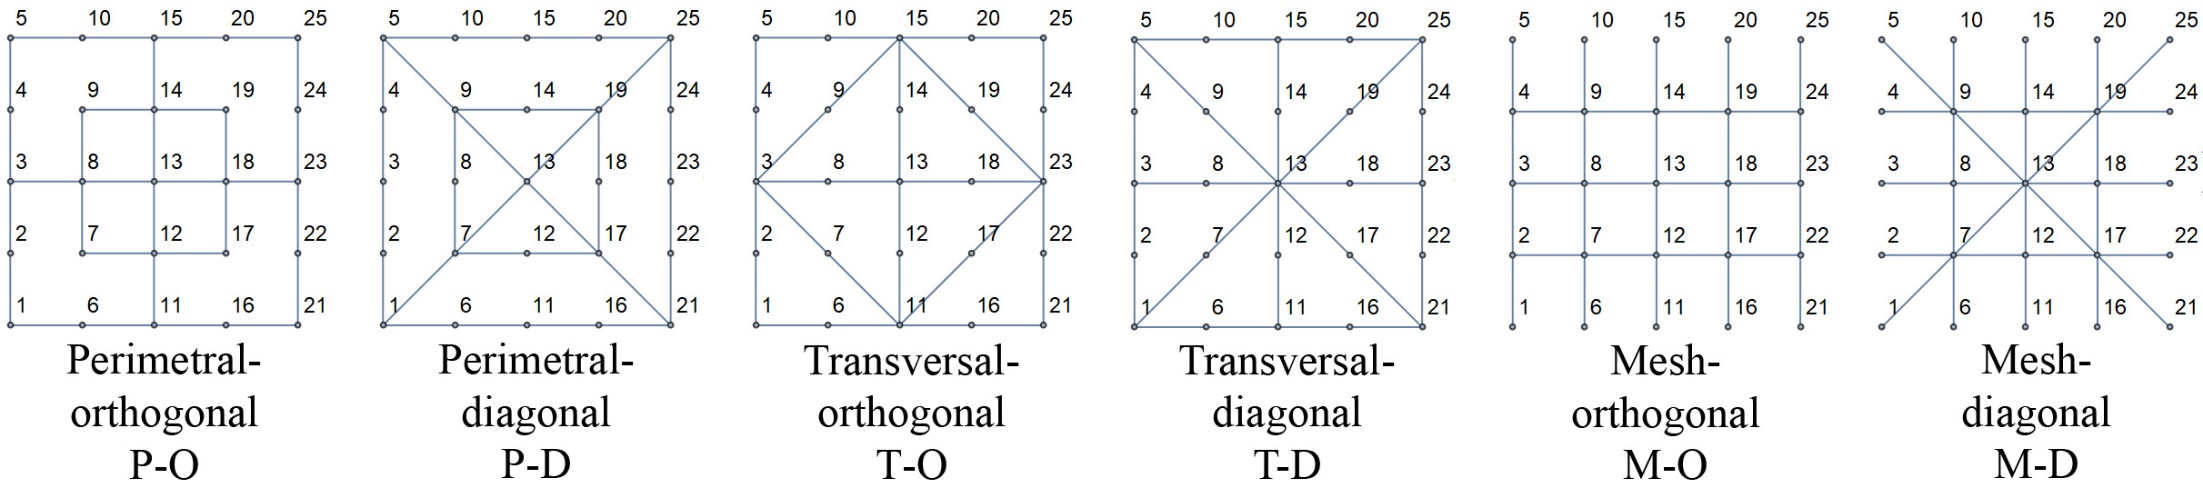 5 10 15 20 25
4 9 14 19 24
3 8 13 18 23
2 7 12 17 22
1 6 11 16 21
Perimetral-
orthogonal
P-O
5 10 15 20 25
4 9 14 19 24
3 8 13 18 23
2 7 12 17 22
1 6 11 16 21
Perimetral-
diagonal
P-D
5 10 15 20 25
4 9 14 19 24
3 8 13 18 23
2 7 12 17 22
1 6 11 16 21
Transversal-
orthogonal
T-O
5 10 15 20 25
4 9 14 19 24
3 8 13 18 23
2 7 12 17 22
1 6 11 16 21
Transversal-
diagonal
T-D
5 10 15 20 25
4 9 14 19 24
3 8 13 18 23
2 7 12 17 22
1 6 11 16 21
Mesh-
orthogonal
M-O
5 10 15 20 25
4 9 14 19 24
3 8 13 18 23
2 7 12 17 22
1 6 11 16 21
Mesh-
diagonal
M-D